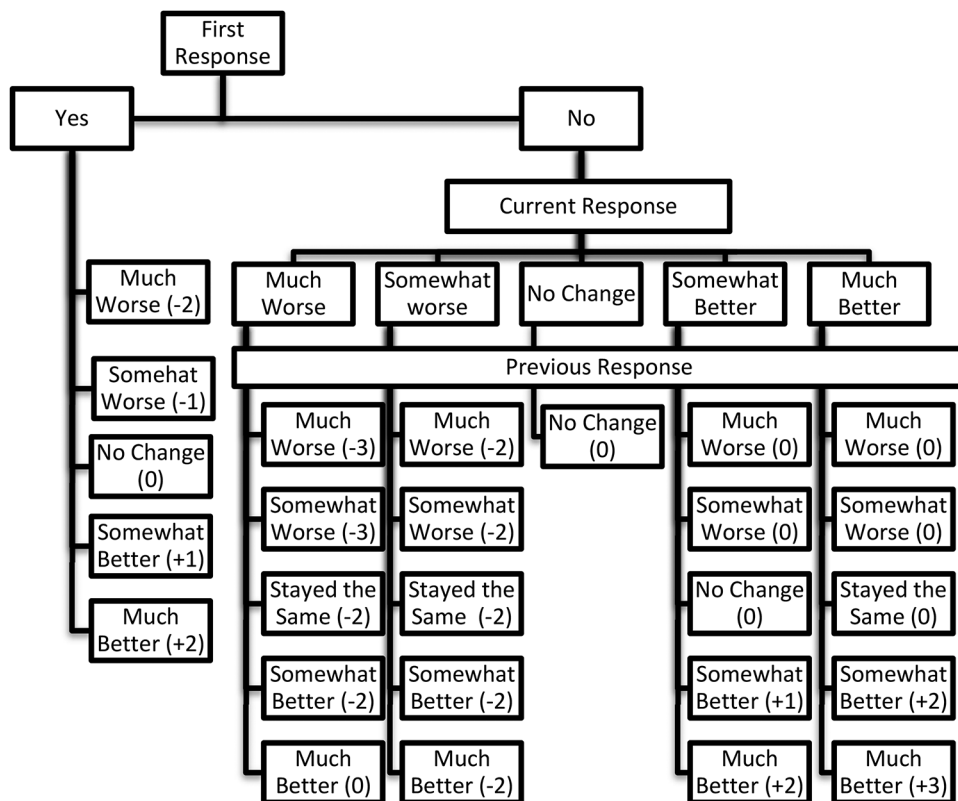 First
Response
Yes
No
Current Response
Much
Worse (-2)
Somehat
Worse (-1)
No Change
(0)
Somewhat
Better (+1)
Much
Better (+2)
Much
Worse
Somewhat
worse
No Change
Somewhat
Better
Much
Better
Previous Response
Much
Worse (-3)
Somewhat
Worse (-3)
Stayed the
Same (-2)
Somewhat
Better (-2)
Much
Better (0)
Much
Worse (-2)
Somewhat
Worse (-2)
Stayed the
Same (-2)
Somewhat
Better (-2)
Much
Better (-2)
No Change
(0)
Much
Worse (0)
Somewhat
Worse (0)
No Change
(0)
Somewhat
Better (+1)
Much
Better (+2)
Much
Worse (0)
Somewhat
Worse (0)
Stayed the
Same (0)
Somewhat
Better (+2)
Much
Better (+3)